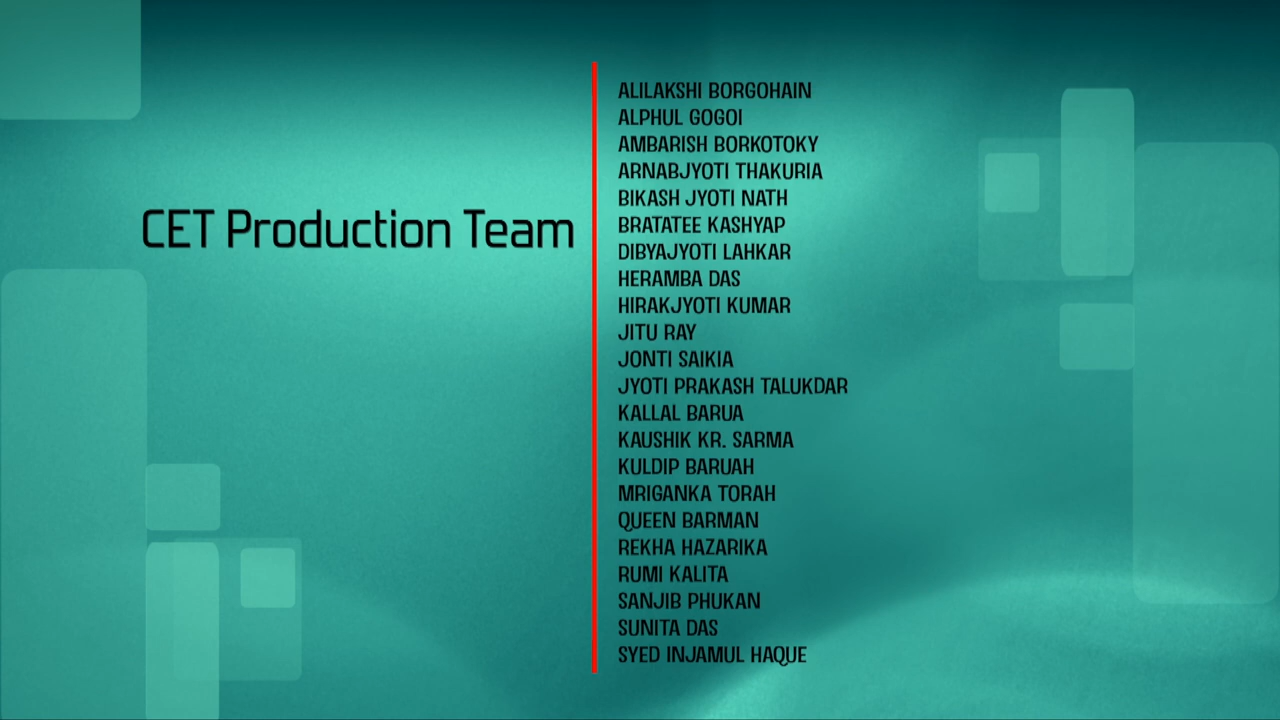 CET Production Team
ALILAKSHI BORGOHAIN
ALPHUL GOGOI
AMBARISH BORKOTOKY
ARNABJYOTI THAKURIA
BIKASH JYOTI NATH
BRATATEE KASHYAP
DIBYAJYOTI LAHKAR
HERAMBA DAS
HIRAKJYOTI KUMAR
JITU RAY
JONTI SAIKIA
JYOTI PRAKASH TALUKDAR
KALLAL BARUA
KAUSHIK KR. SARMA
KULDIP BARUAH
MRIGANKA TORAH
QUEEN BARMAN
REKHA HAZARIKA
RUMI KALITA
SANJIB PHUKAN
SUNITA DAS
SYED INJAMUL HAQUE